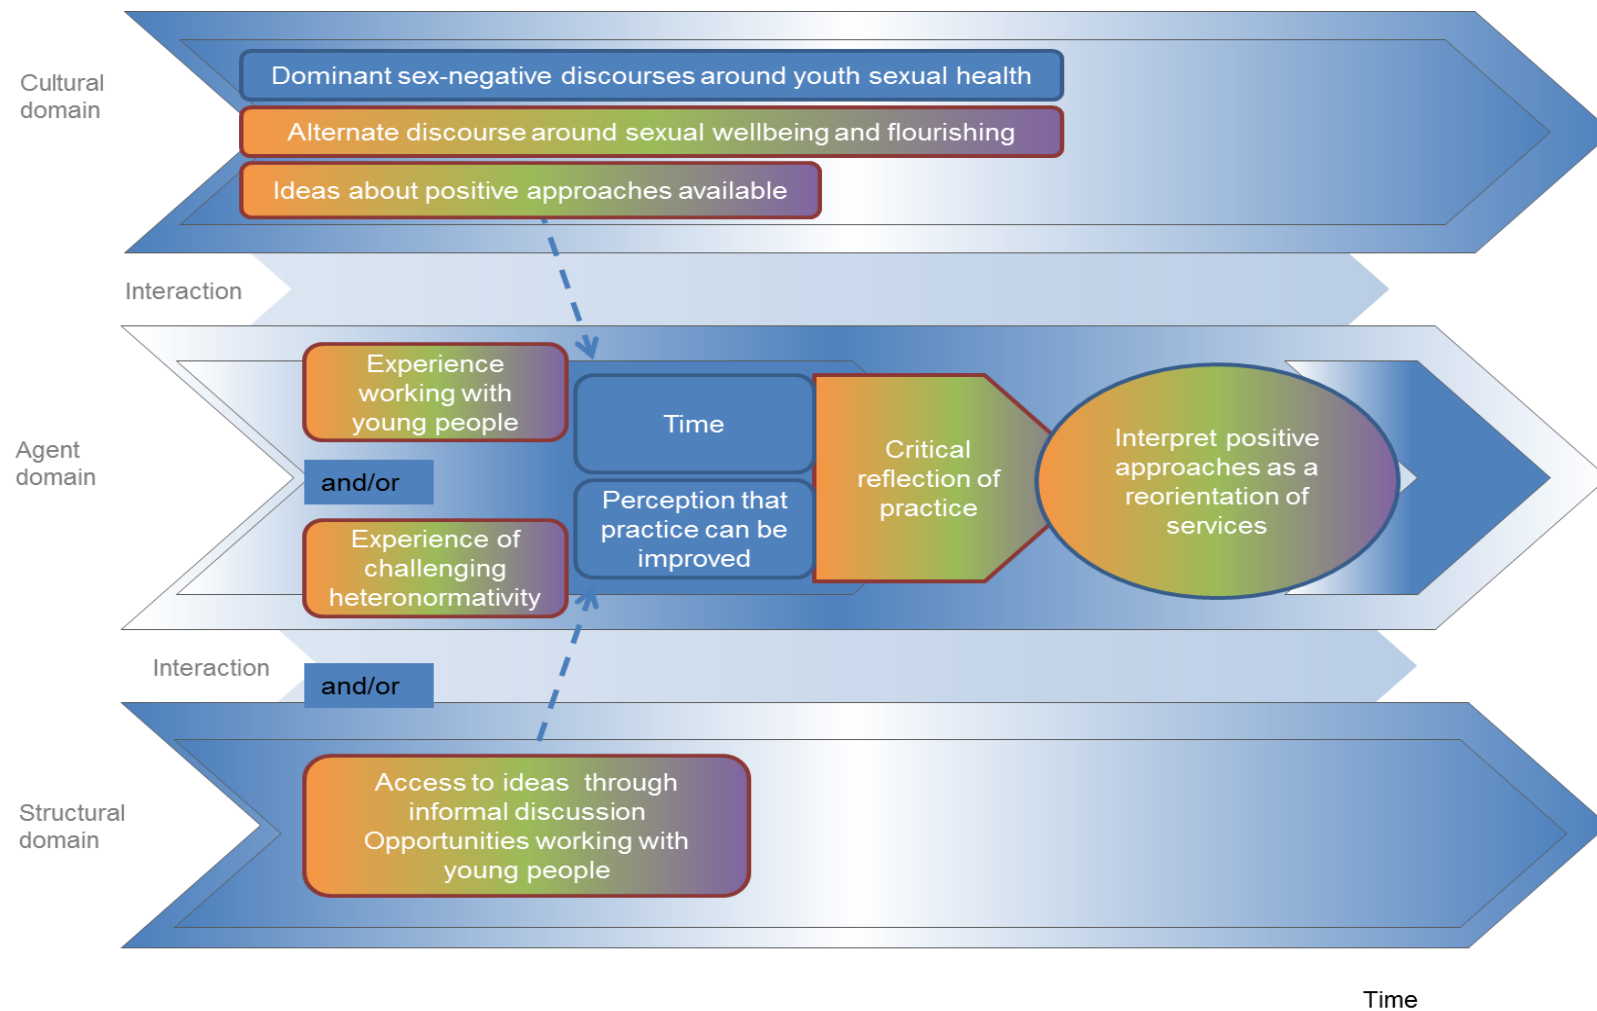 Cultural
domain
Dominant sex-negative discourses around youth sexual health
Alternate discourse around sexual wellbeing and flourishing
Ideas about positive approaches available
Interaction
Agent
domain
Experience
working with
young people
and/or
Experience of
challenging
heteronormativity
Time
Perception that
practice can be
improved
Critical
reflection of
practice
Interpret positive
approaches as a
reorientation of
services
Interaction
and/or
Structural
domain
Access to ideas through
informal discussion
Opportunities working with
young people
Time